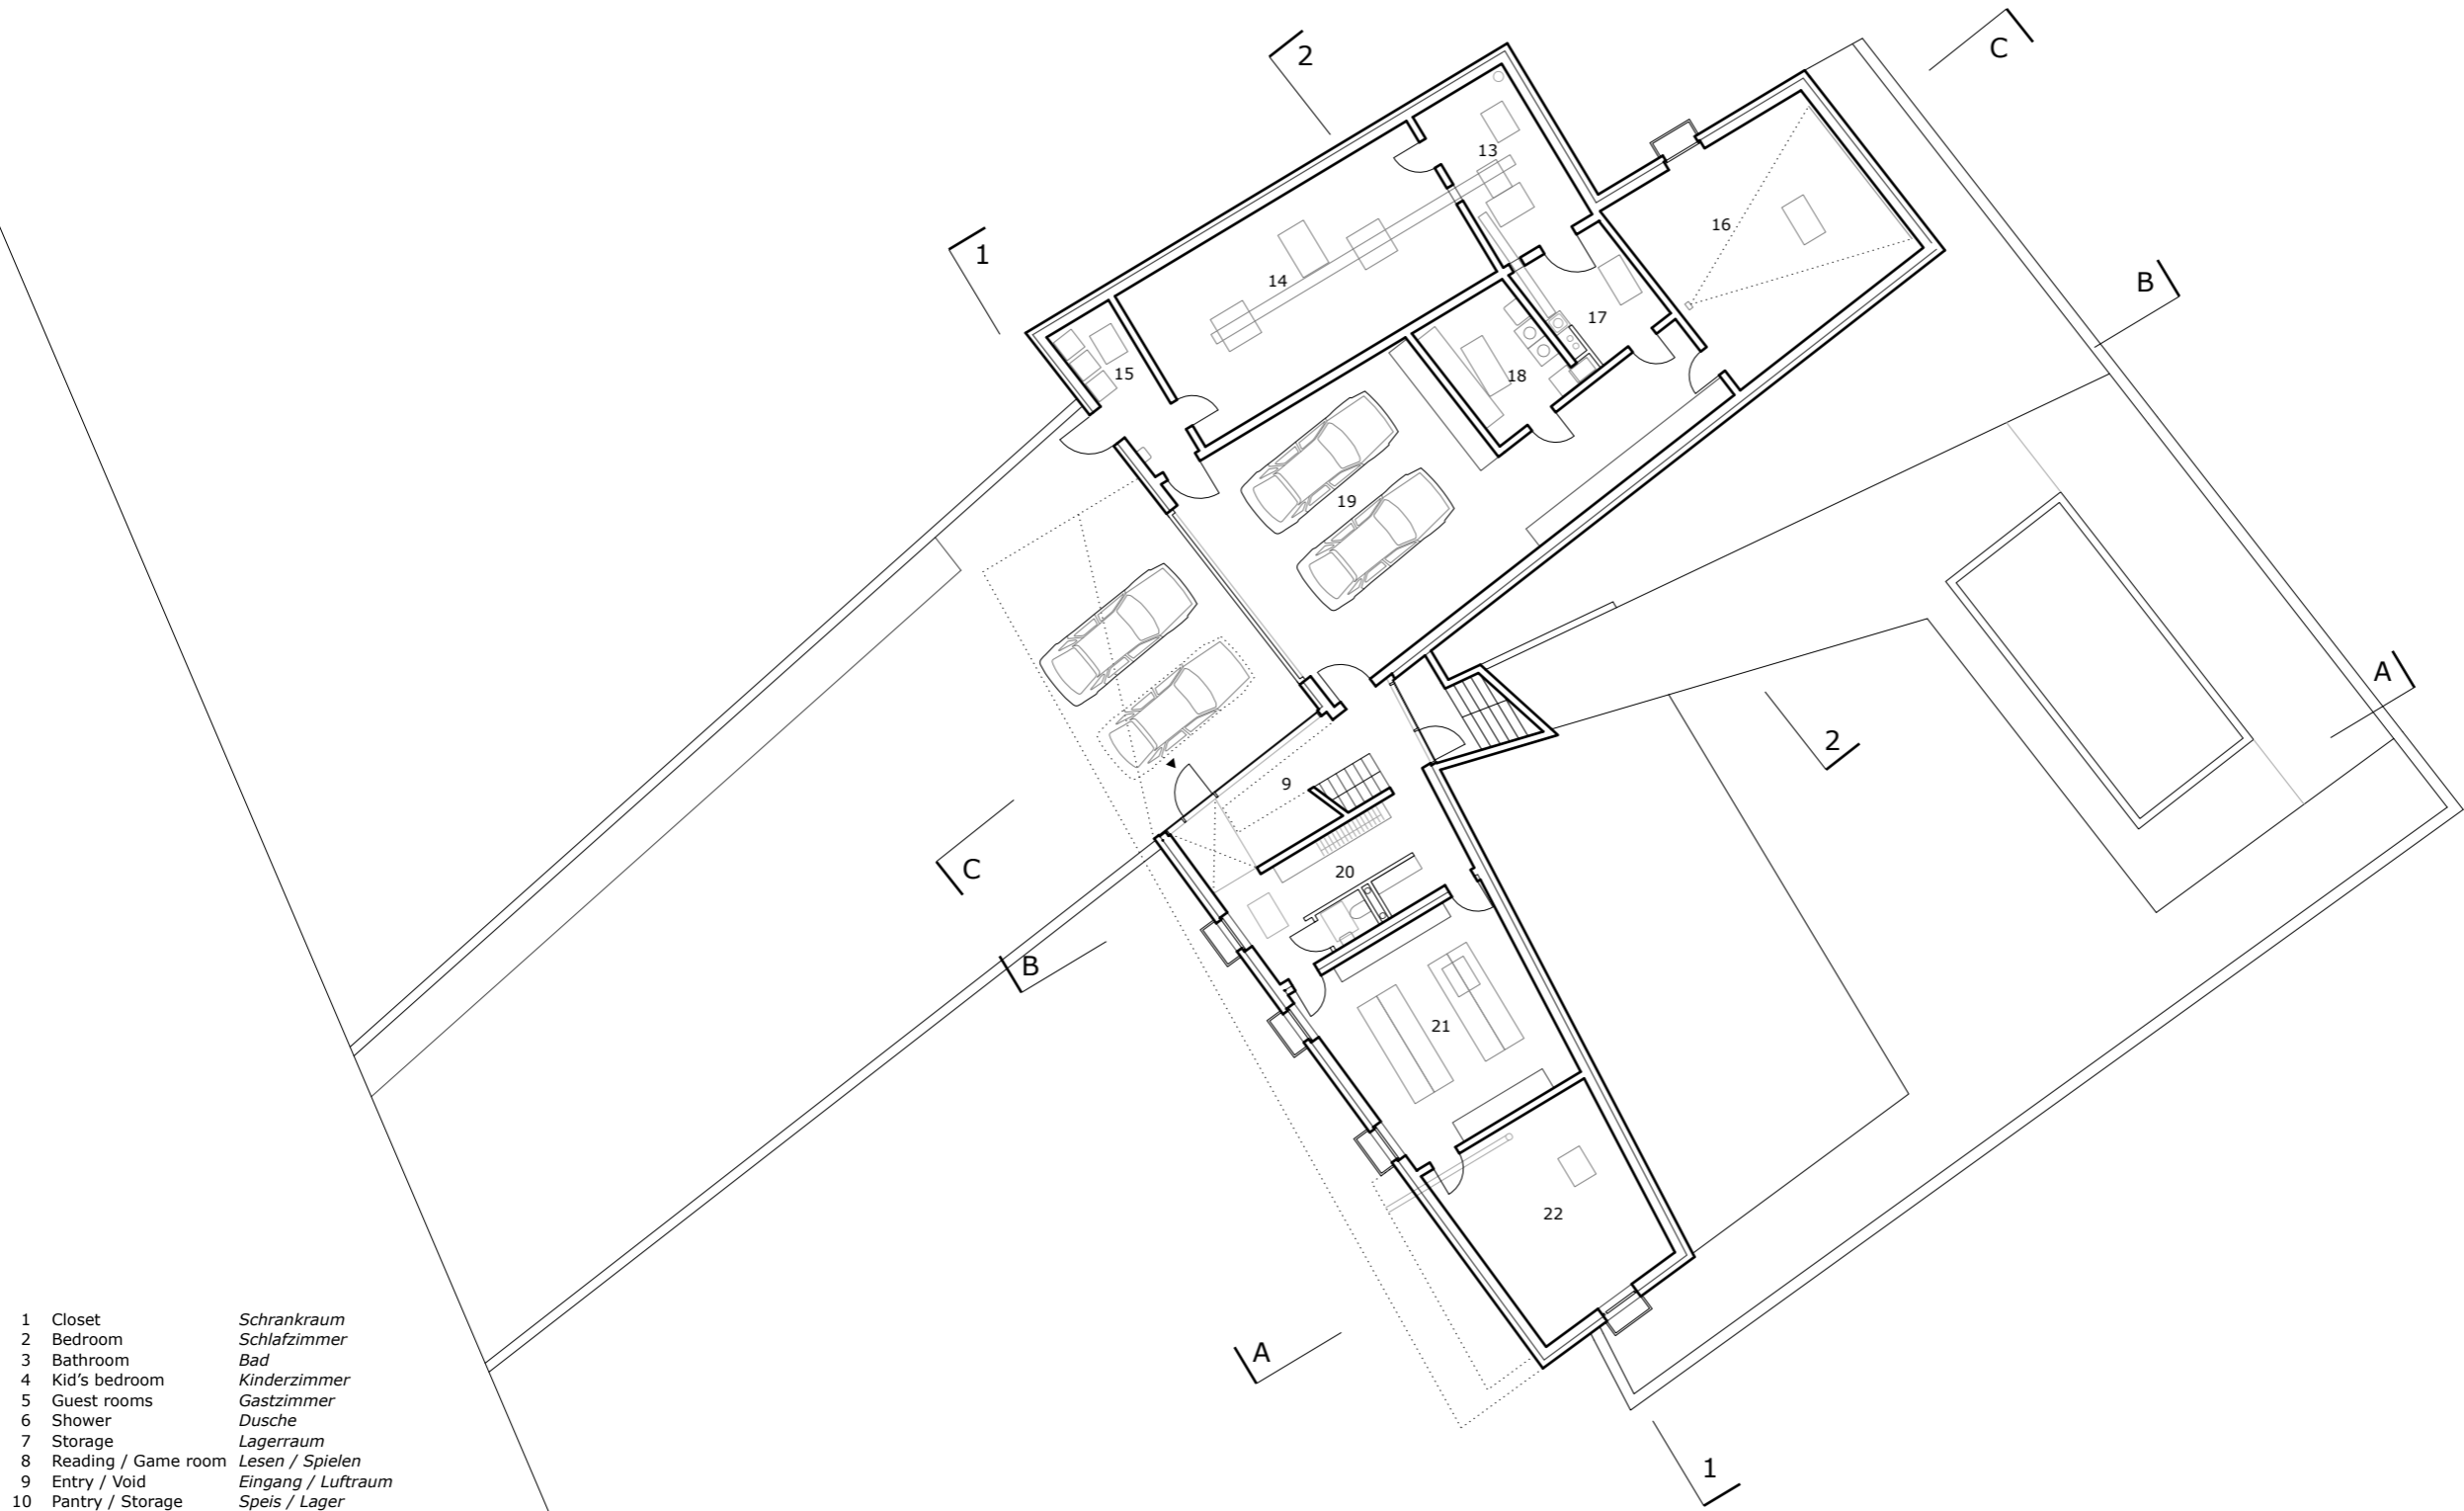 2
C
1
13
16
B
14
17
15
18
19
A
2
9
C
20
B
21
22
A
1
1 Closet Schrankraum
2 Bedroom Schlafzimmer
3 Bathroom Bad
4 Kid's bedroom Kinderzimmer
5 Guest rooms Gastzimmer
6 Shower Dusche
7 Storage Lagerraum
8 Reading / Game room Lesen / Spielen
9 Entry / Void Eingang / Luftraum
10 Pantry / Storage Speis / Lager